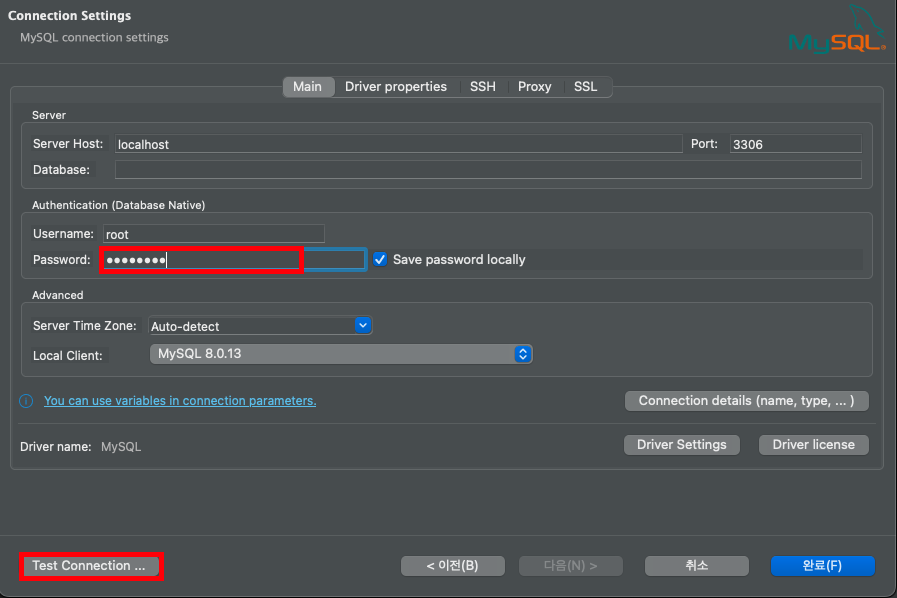 Connection Settings
MySQL connection settings
MySQL®
Main Driver properties SSH Proxy SSL
Server
Server Host: localhost Port: 3306
Database:
Authentication (Database Native)
Username: root
Password: ●●●●●●●● Save password locally
Advanced
Server Time Zone: Auto-detect
Local Client: MySQL 8.0.13
You can use variables in connection parameters. Connection details (name, type, ... )
Driver name: MySQL Driver Settings Driver license
Test Connection ... < 이전(B) 다음(N) > 취소 완료(F)